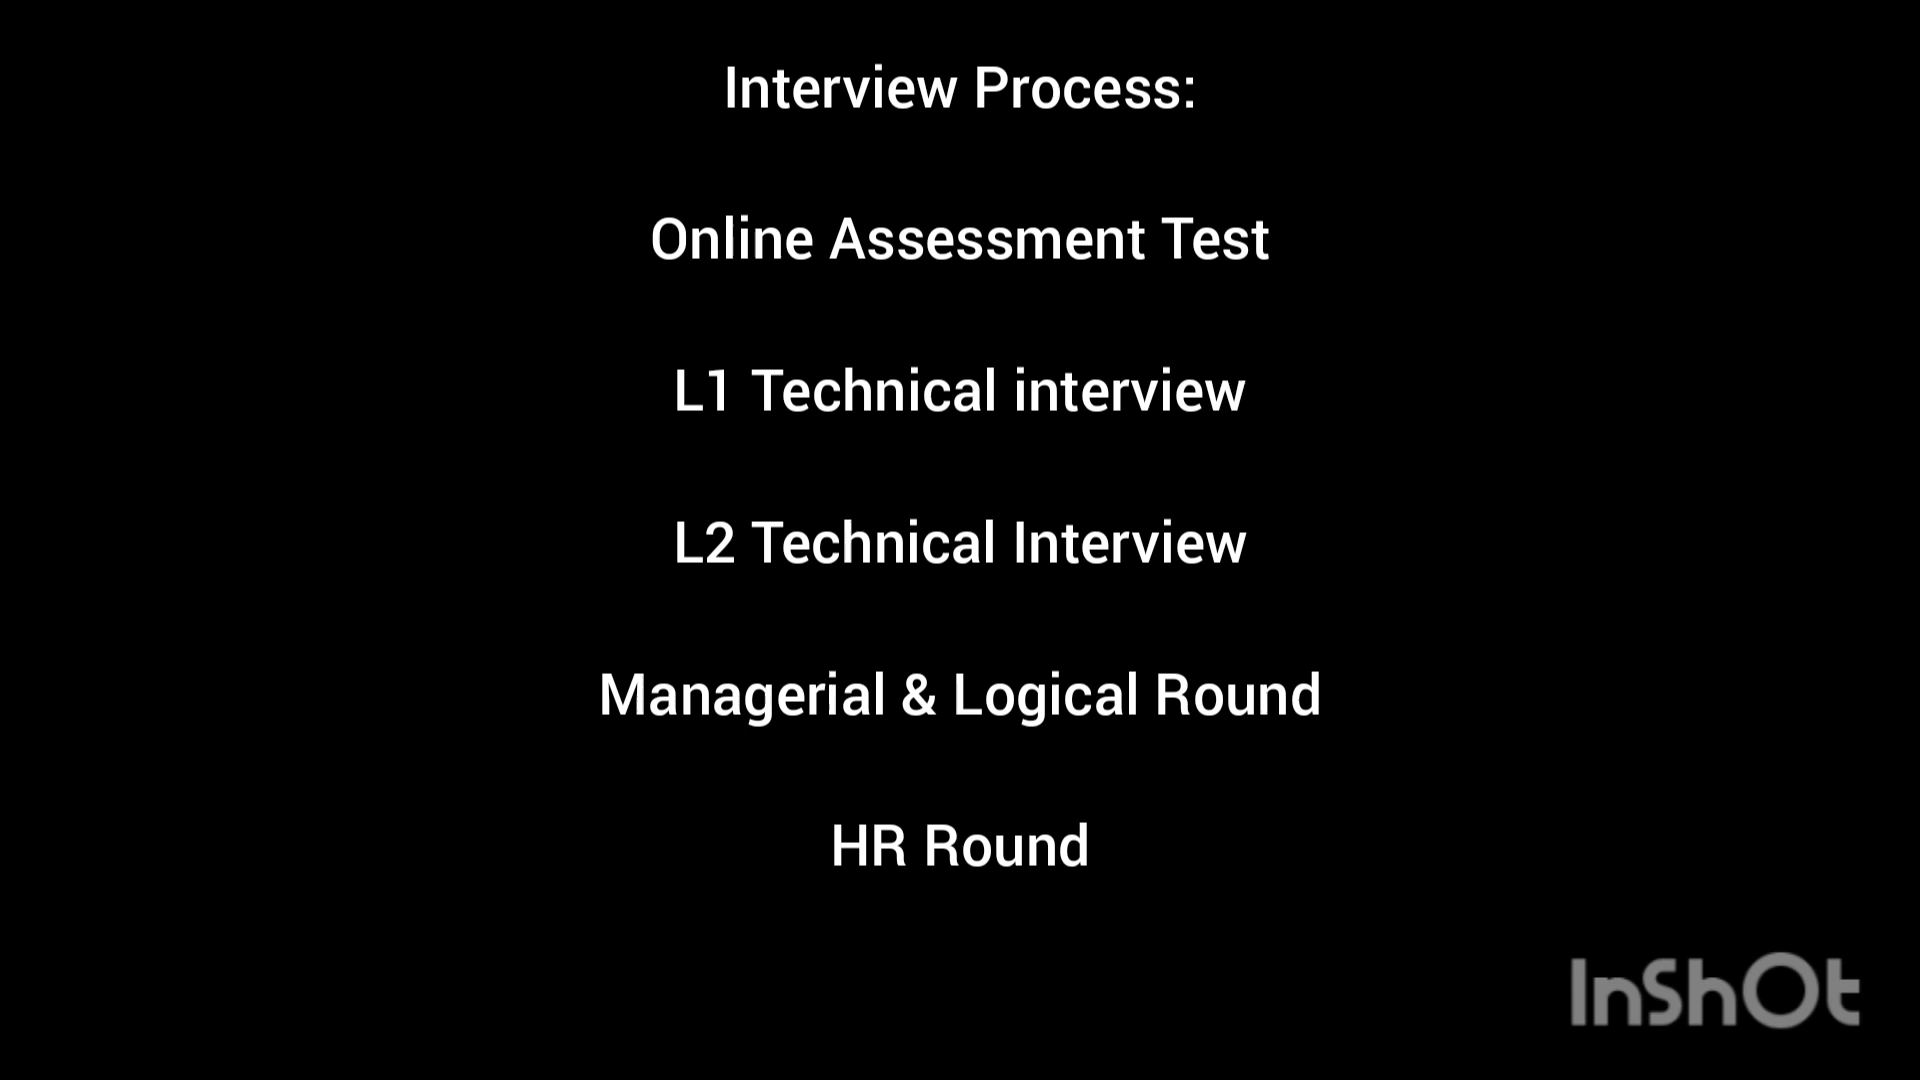 Interview Process:
Online Assessment Test
L1 Technical interview
L2 Technical Interview
Managerial & Logical Round
HR Round
InShOt